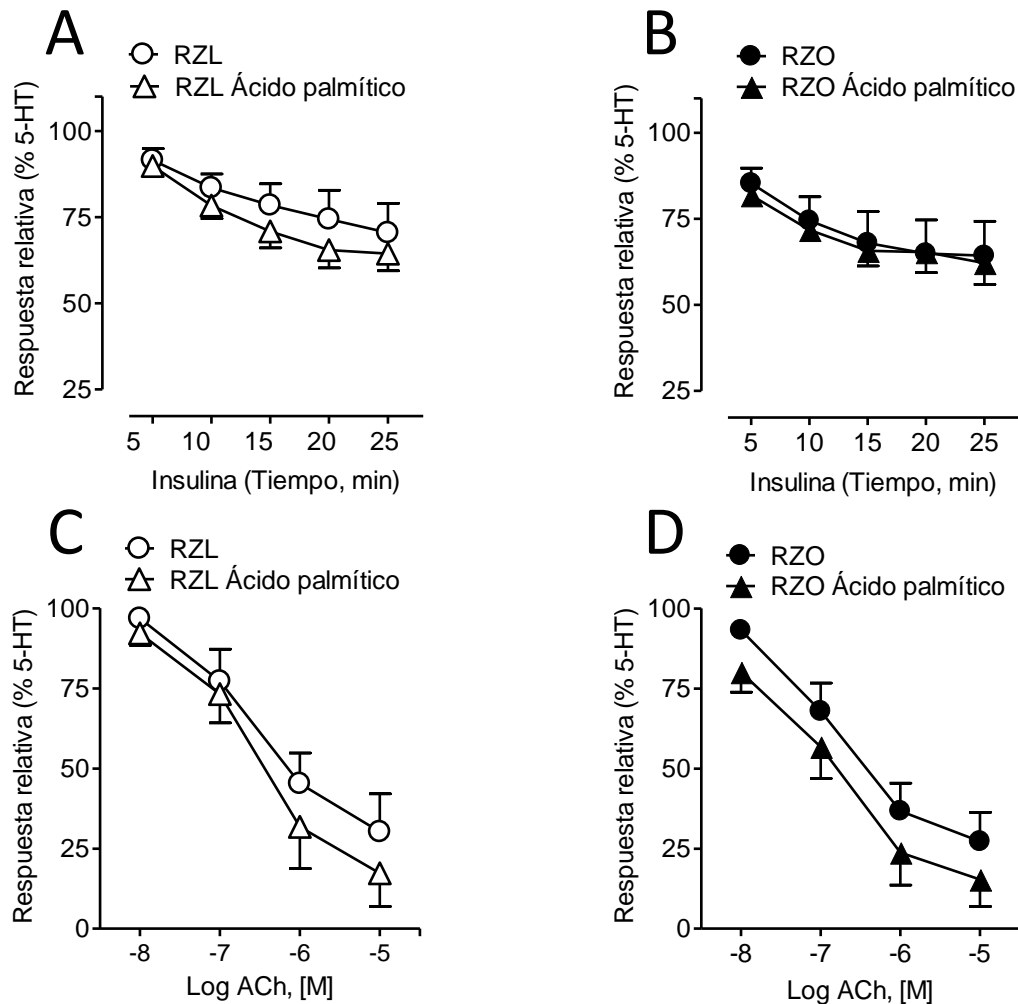 A
RZL
RZL Ácido palmítico
Respuesta relativa (% 5-HT)
100
75
50
25
5 10 15 20 25
Insulina (Tiempo, min)
B
RZO
RZO Ácido palmítico
Respuesta relativa (% 5-HT)
100
75
50
25
5 10 15 20 25
Insulina (Tiempo, min)
C
RZL
RZL Ácido palmítico
Respuesta relativa (% 5-HT)
100
75
50
25
0
-8 -7 -6 -5
Log ACh, [M]
D
RZO
RZO Ácido palmítico
Respuesta relativa (% 5-HT)
100
75
50
25
0
-8 -7 -6 -5
Log ACh, [M]